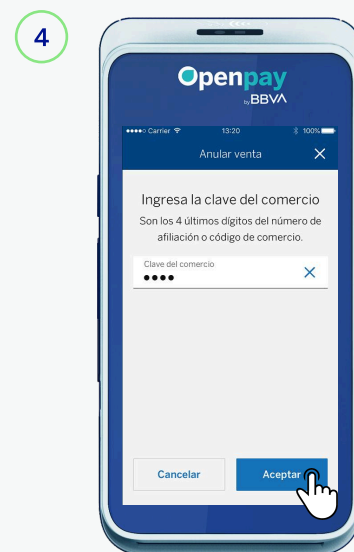 4
Openpay
by BBVA
Carrier 13:20 100%
Anular venta
Ingresa la clave del comercio
Son los 4 últimos dígitos del número de
afiliación o código de comercio.
Clave del comercio
••••
Cancelar Aceptar